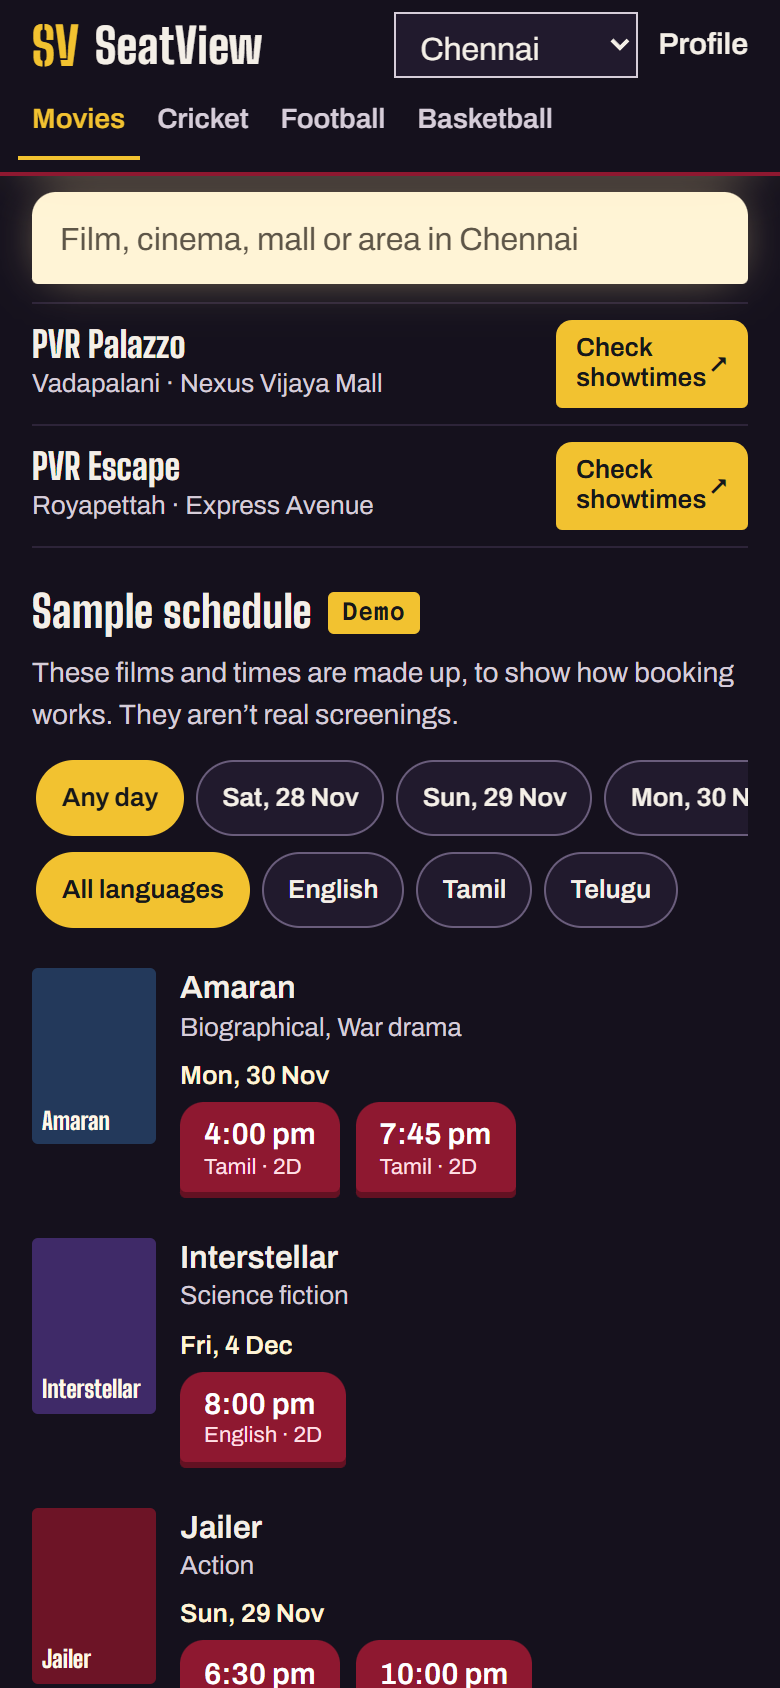 SV SeatView
Chennai
Profile
Movies Cricket Football Basketball
Film, cinema, mall or area in Chennai
PVR Palazzo
Vadapalani · Nexus Vijaya Mall
Check
showtimes ↗
PVR Escape
Royapettah · Express Avenue
Check
showtimes ↗
Sample schedule Demo
These films and times are made up, to show how booking
works. They aren’t real screenings.
Any day Sat, 28 Nov Sun, 29 Nov Mon, 30 N
All languages English Tamil Telugu
Amaran
Amaran
Biographical, War drama
Mon, 30 Nov
4:00 pm 7:45 pm
Tamil · 2D Tamil · 2D
Interstellar
Interstellar
Science fiction
Fri, 4 Dec
8:00 pm
English · 2D
Jailer
Jailer
Action
Sun, 29 Nov
6:30 pm 10:00 pm